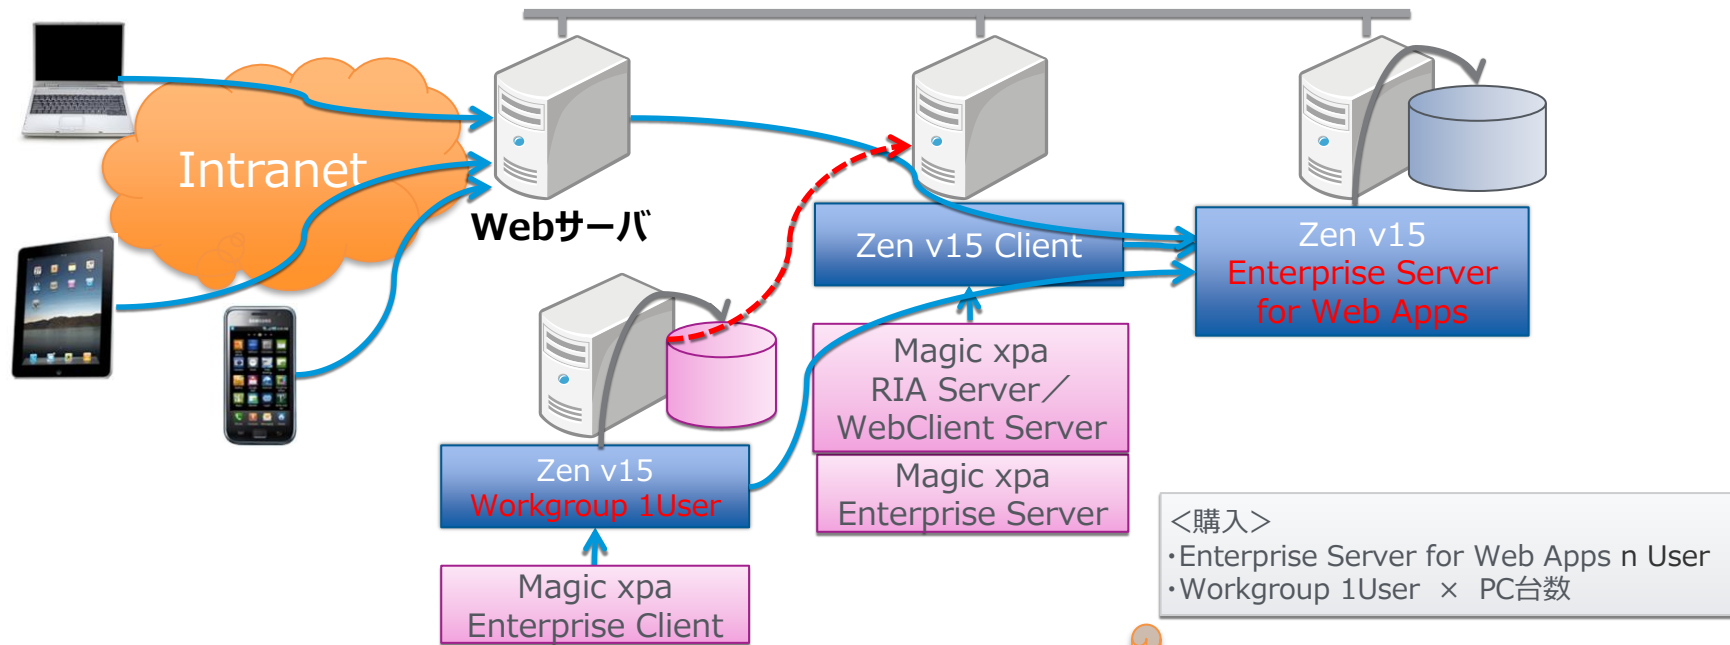 Intranet
Webサーバ
Zen v15 Client
Zen v15
Enterprise Server
for Web Apps
Magic xpa
RIA Server／
WebClient Server
Magic xpa
Enterprise Server
Zen v15
Workgroup 1User
Magic xpa
Enterprise Client
＜購入＞
・Enterprise Server for Web Apps n User
・Workgroup 1User × PC台数